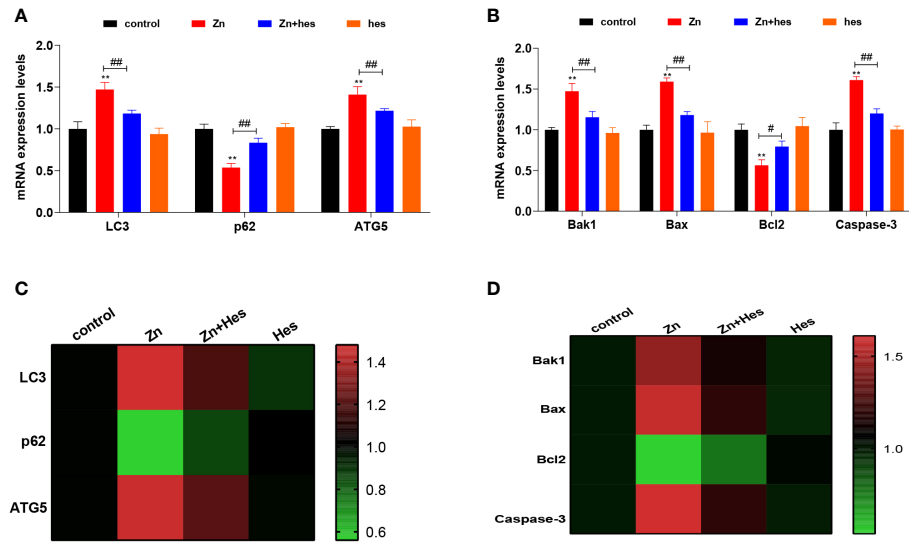 A
control Zn Zn+hes hes
mRNA expression levels
2.0
1.5
1.0
0.5
0.0
** ##
## **
** ##
LC3 p62 ATG5
B
control Zn Zn+hes hes
mRNA expression levels
2.0
1.5
1.0
0.5
0.0
** ##
** ##
# **
** ##
Bak1 Bax Bcl2 Caspase-3
C
control Zn Zn+Hes Hes
LC3
p62
ATG5
1.4
1.2
1.0
0.8
0.6
D
control Zn Zn+Hes Hes
Bak1
Bax
Bcl2
Caspase-3
1.5
1.0